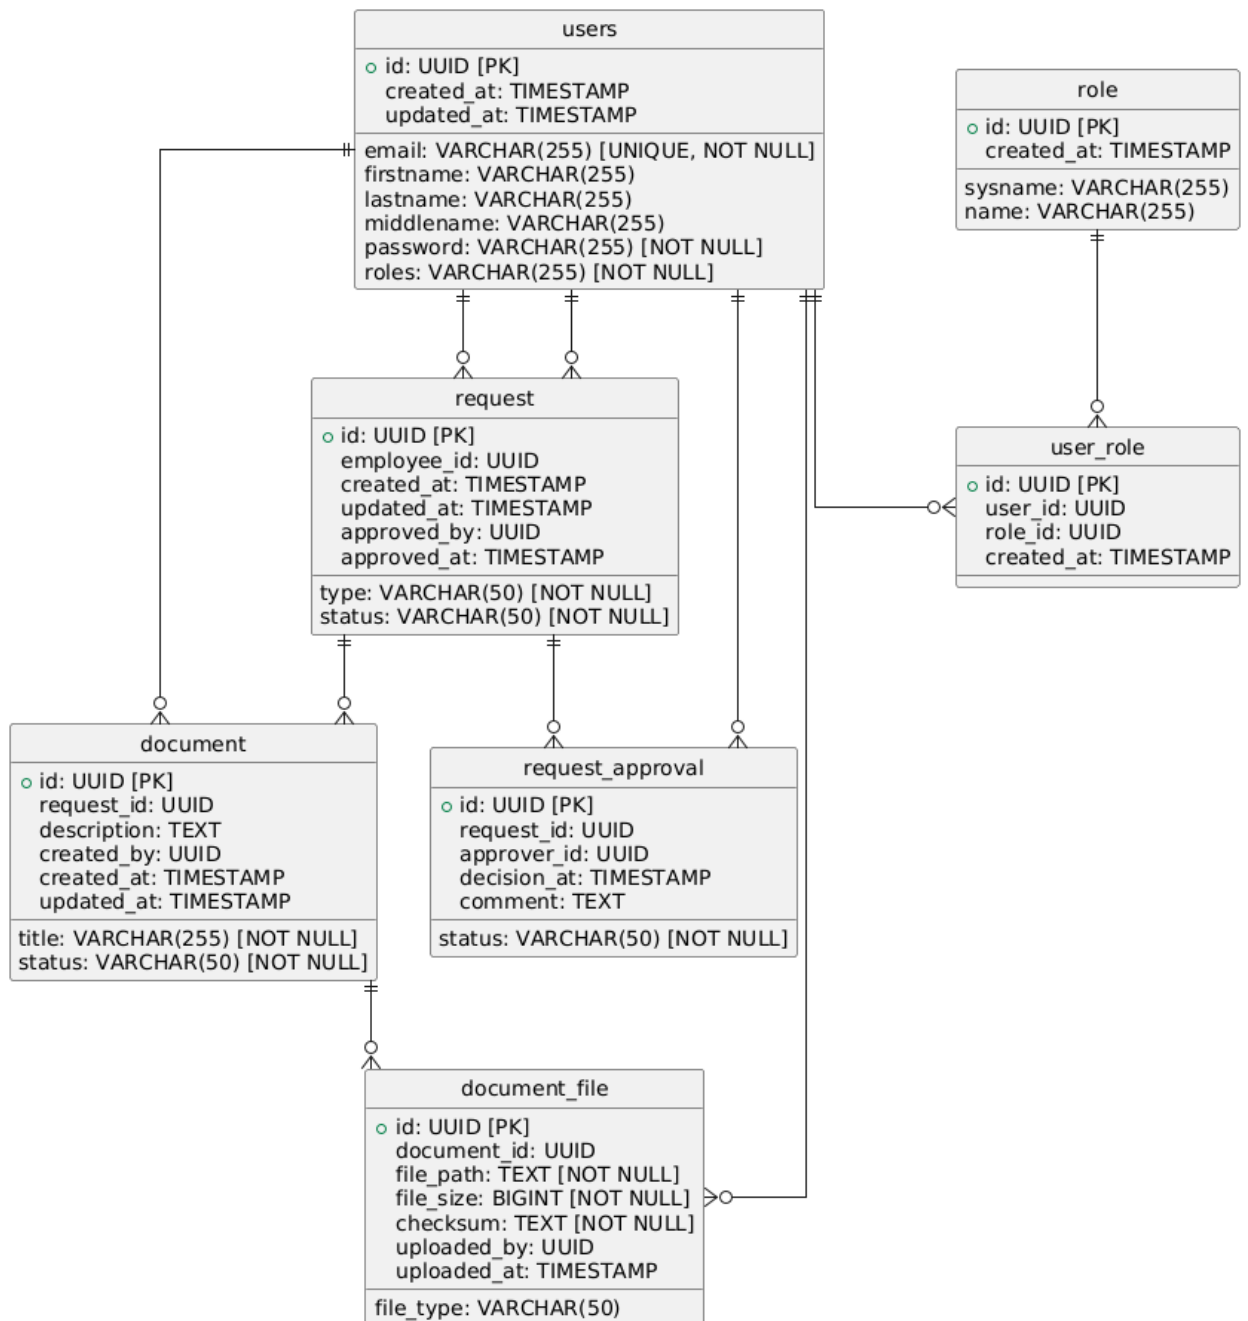 users
id: UUID [PK]
created_at: TIMESTAMP
updated_at: TIMESTAMP
email: VARCHAR(255) [UNIQUE, NOT NULL]
firstname: VARCHAR(255)
lastname: VARCHAR(255)
middlename: VARCHAR(255)
password: VARCHAR(255) [NOT NULL]
roles: VARCHAR(255) [NOT NULL]
role
id: UUID [PK]
created_at: TIMESTAMP
sysname: VARCHAR(255)
name: VARCHAR(255)
request
id: UUID [PK]
employee_id: UUID
created_at: TIMESTAMP
updated_at: TIMESTAMP
approved_by: UUID
approved_at: TIMESTAMP
type: VARCHAR(50) [NOT NULL]
status: VARCHAR(50) [NOT NULL]
user_role
id: UUID [PK]
user_id: UUID
role_id: UUID
created_at: TIMESTAMP
document
id: UUID [PK]
request_id: UUID
description: TEXT
created_by: UUID
created_at: TIMESTAMP
updated_at: TIMESTAMP
title: VARCHAR(255) [NOT NULL]
status: VARCHAR(50) [NOT NULL]
request_approval
id: UUID [PK]
request_id: UUID
approver_id: UUID
decision_at: TIMESTAMP
comment: TEXT
status: VARCHAR(50) [NOT NULL]
document_file
id: UUID [PK]
document_id: UUID
file_path: TEXT [NOT NULL]
file_size: BIGINT [NOT NULL]
checksum: TEXT [NOT NULL]
uploaded_by: UUID
uploaded_at: TIMESTAMP
file_type: VARCHAR(50)